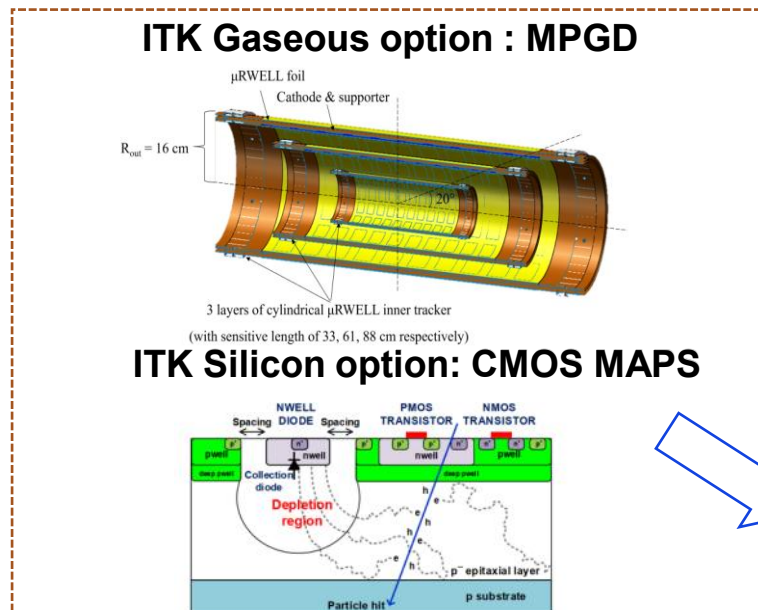 ITK Gaseous option : MPGD
μRWELL foil
Cathode & supporter
Rout = 16 cm
20°
3 layers of cylindrical μRWELL inner tracker
(with sensitive length of 33, 61, 88 cm respectively)
ITK Silicon option: CMOS MAPS
NWELL DIODE
PMOS TRANSISTOR
NMOS TRANSISTOR
Spacing
Spacing
p+
n+
p+
p+
p+
n+
n+
n+
p+
pwell
nwell
nwell
pwell
deep pwell
deep pwell
Collection diode
Depletion region
h
e
h
e
h
e
h
e
h
p− epitaxial layer
p substrate
Particle hit